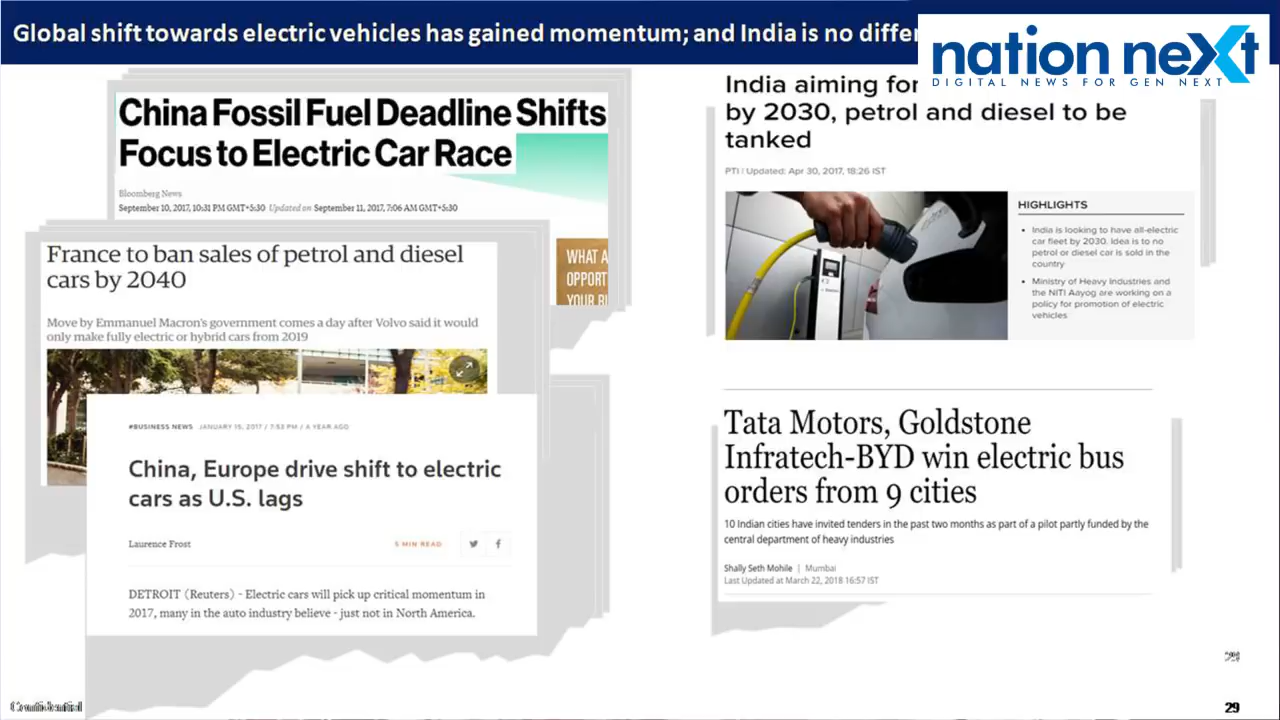 Global shift towards electric vehicles has gained momentum; and India is no
nation next
DIGITAL NEWS FOR GEN NEXT
China Fossil Fuel Deadline Shifts
Focus to Electric Car Race
Bloomberg News
September 10, 2017, 10:31 PM GMT+5:30 Updated on September 11, 2017, 7:06 AM GMT+5:30
WHAT A
YOUR
France to ban sales of petrol and diesel
cars by 2040
Move by Emmanuel Macron's government comes a day after Volvo said it would
only make fully electric or hybrid cars from 2019
#BUSINESS NEWS JANUARY 15, 2017 / 7:53 PM / A YEAR AGO
China, Europe drive shift to electric
cars as U.S. lags
Laurence Frost
5 MIN READ
DETROIT (Reuters) - Electric cars will pick up critical momentum in
2017, many in the auto industry believe - just not in North America.
India aiming for
by 2030, petrol and diesel to be
tanked
PTI | Updated: Apr 30, 2017, 18:26 IST
HIGHLIGHTS
• India is looking to have all-electric
car fleet by 2030. Idea is to no
petrol or diesel car is sold in the
country
• Ministry of Heavy Industries and
the NITI Aayog are working on a
policy for promotion of electric
vehicles
Tata Motors, Goldstone
Infratech-BYD win electric bus
orders from 9 cities
10 Indian cities have invited tenders in the past two months as part of a pilot partly funded by the
central department of heavy industries
Shally Seth Mohile | Mumbai
Last Updated at March 22, 2018 16:57 IST
29
Confidential
29